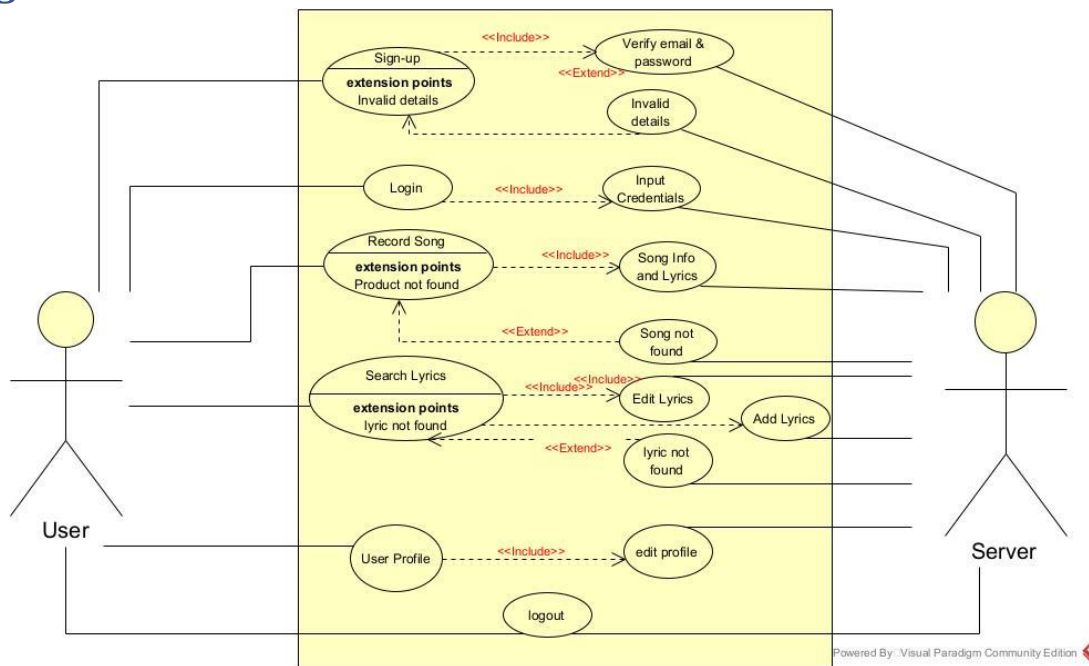 <<Include>>
Verify email &
password
Sign-up
extension points
Invalid details
<<Extend>>
Invalid
details
Login
<<Include>>
Input
Credentials
Record Song
extension points
Product not found
<<Include>>
Song Info
and Lyrics
<<Extend>>
Song not
found
Search Lyrics
extension points
lyric not found
<<Include>>
<<Include>>
Edit Lyrics
Add Lyrics
<<Extend>>
lyric not
found
User
Server
User Profile
<<Include>>
edit profile
logout
Powered By Visual Paradigm Community Edition